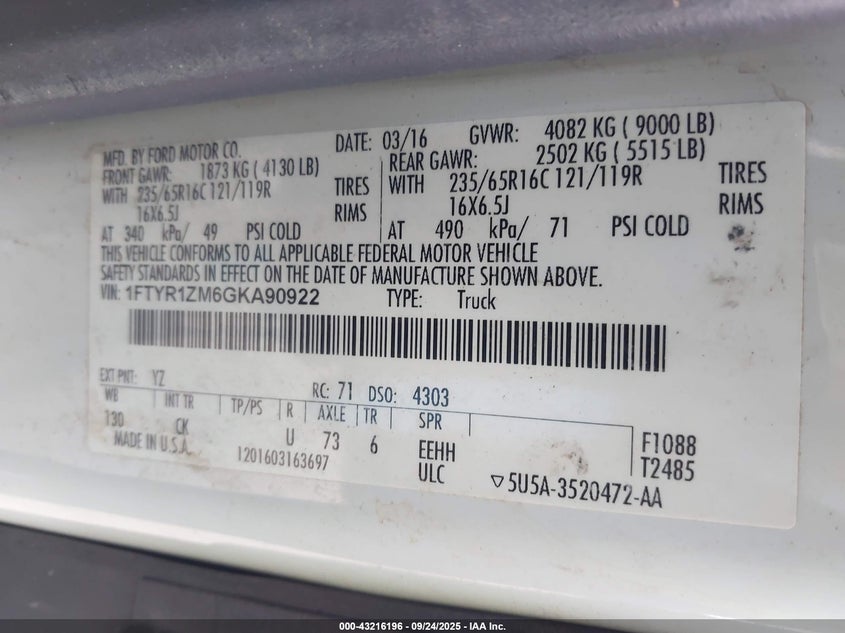 MFD. BY FORD MOTOR CO. DATE: 03/16 GVWR: 4082 KG ( 9000 LB)
FRONT GAWR: 1873 KG ( 4130 LB) REAR GAWR: 2502 KG ( 5515 LB)
WITH 235/65R16C 121/119R TIRES WITH 235/65R16C 121/119R TIRES
16X6.5J RIMS 16X6.5J RIMS
AT 340 kPa/ 49 PSI COLD AT 490 kPa/ 71 PSI COLD
THIS VEHICLE CONFORMS TO ALL APPLICABLE FEDERAL MOTOR VEHICLE
SAFETY STANDARDS IN EFFECT ON THE DATE OF MANUFACTURE SHOWN ABOVE.
VIN: 1FTYR1ZM6GKA90922 TYPE: Truck
EXT PNT: YZ RC: 71 DSO: 4303
WB INT TR TP/PS R AXLE TR SPR
130 CK U 73 6 EEHH F1088
MADE IN U.S.A. 1201603163697 ULC T2485
▽5U5A-3520472-AA
000-43216196 - 09/24/2025 - IAA Inc.